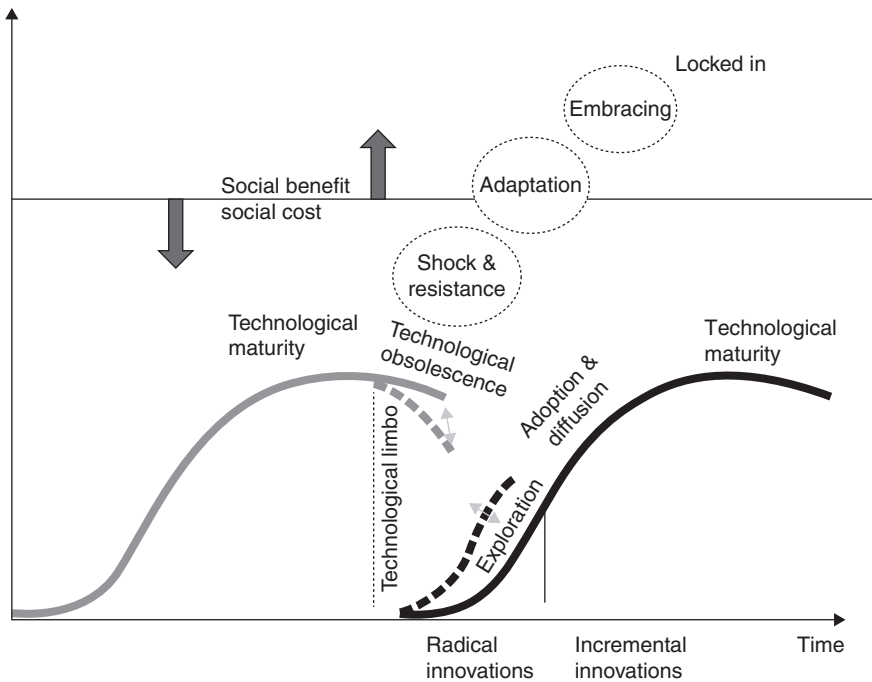 Locked in
Embracing
Adaptation
Social benefit
social cost
Shock &
resistance
Technological
maturity
Technological
obsolescence
Technological
maturity
Adoption &
diffusion
Technological limbo
Exploration
Radical
innovations
Incremental
innovations
Time